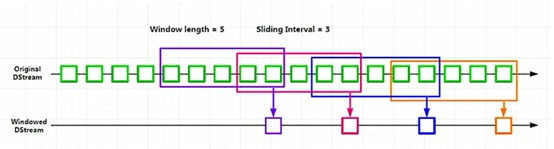 Window length = 5 Sliding Interval = 3
Original
DStream
Windowed
DStream